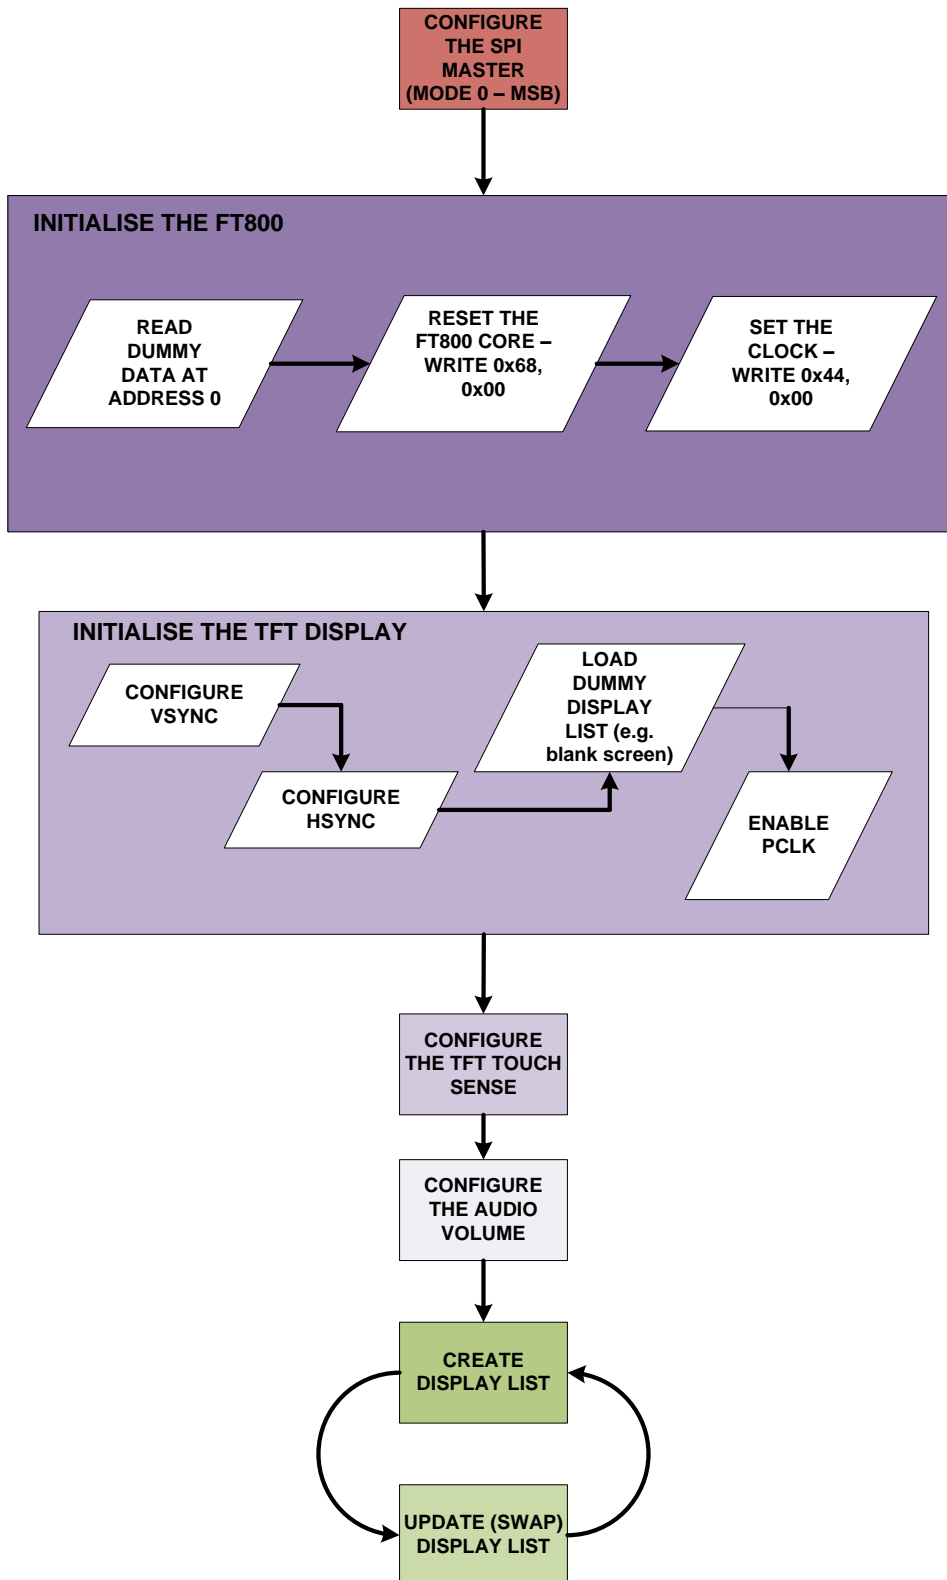 CONFIGURE
THE SPI
MASTER
(MODE 0 – MSB)
INITIALISE THE FT800
READ
DUMMY
DATA AT
ADDRESS 0
RESET THE
FT800 CORE –
WRITE 0x68,
0x00
SET THE
CLOCK –
WRITE 0x44,
0x00
INITIALISE THE TFT DISPLAY
CONFIGURE
VSYNC
CONFIGURE
HSYNC
LOAD
DUMMY
DISPLAY
LIST (e.g.
blank screen)
ENABLE
PCLK
CONFIGURE
THE TFT TOUCH
SENSE
CONFIGURE
THE AUDIO
VOLUME
CREATE
DISPLAY LIST
UPDATE (SWAP)
DISPLAY LIST